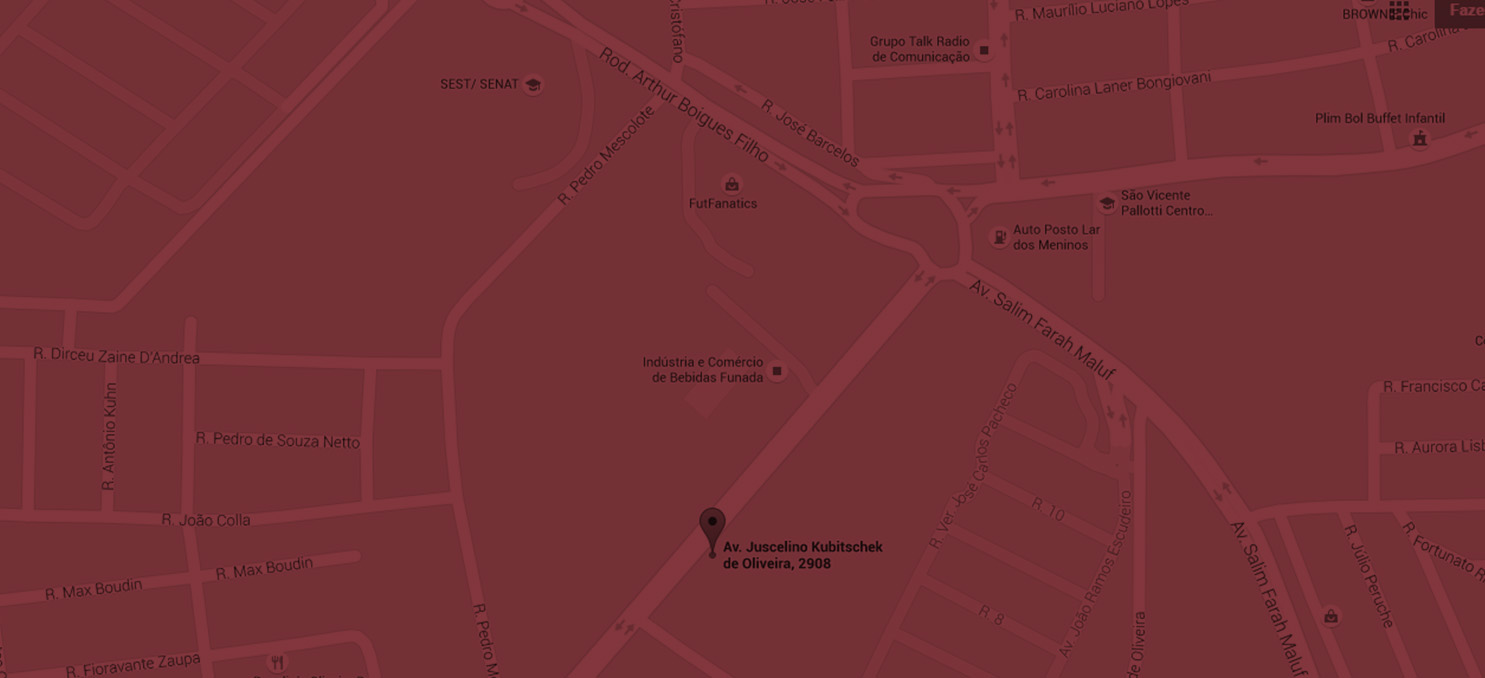 R. Maurílio Luciano Lopes
BROWN
Chic
Faze
Grupo Talk Radio
de Comunicação
R. Carolina
SEST/ SENAT
Rod. Arthur Boigues Filho
R. Carolina Laner Bongiovani
R. José Barcelos
R. Pedro Mescolote
Plim Bol Buffet Infantil
FutFanatics
São Vicente
Pallotti Centro...
Auto Posto Lar
dos Meninos
Av. Salim Farah Maluf
R. Dirceu Zaine D'Andrea
Indústria e Comércio
de Bebidas Funada
R. Francisco Ca
R. Antônio Kuhn
R. Ver. José Carlos Pacheco
R. Pedro de Souza Netto
R. Aurora Lisb
R. João Colla
R. 10
Av. Juscelino Kubitschek
de Oliveira, 2908
R. Max Boudin
R. Max Boudin
Av. João Ramos Escudeiro
R. Júlio Peruche
R. Fortunato R
Av. Salim Farah Maluf
R. 8
R. Pedro M
de Oliveira
R. Fioravante Zaupa